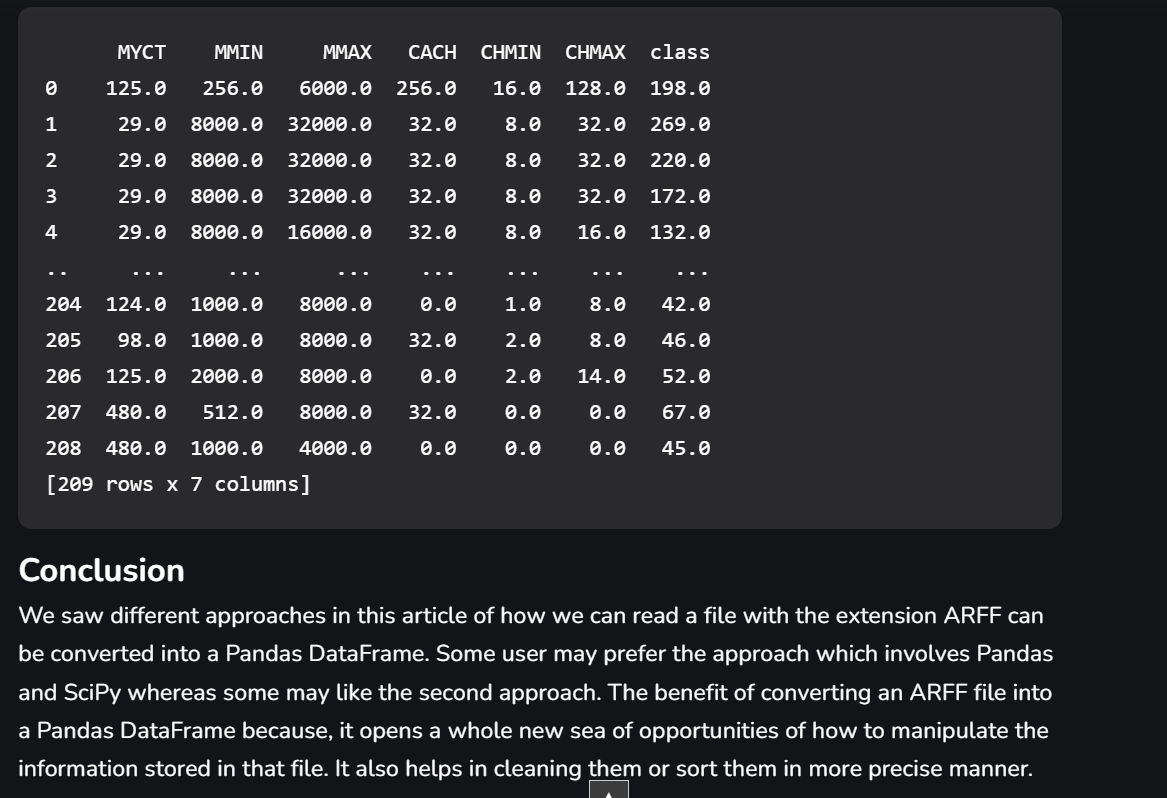 MYCT MMIN MMAX CACH CHMIN CHMAX class
0 125.0 256.0 6000.0 256.0 16.0 128.0 198.0
1 29.0 8000.0 32000.0 32.0 8.0 32.0 269.0
2 29.0 8000.0 32000.0 32.0 8.0 32.0 220.0
3 29.0 8000.0 32000.0 32.0 8.0 32.0 172.0
4 29.0 8000.0 16000.0 32.0 8.0 16.0 132.0
.. ... ... ... ... ... ... ...
204 124.0 1000.0 8000.0 0.0 1.0 8.0 42.0
205 98.0 1000.0 8000.0 32.0 2.0 8.0 46.0
206 125.0 2000.0 8000.0 0.0 2.0 14.0 52.0
207 480.0 512.0 8000.0 32.0 0.0 0.0 67.0
208 480.0 1000.0 4000.0 0.0 0.0 0.0 45.0
[209 rows x 7 columns]
Conclusion
We saw different approaches in this article of how we can read a file with the extension ARFF can
be converted into a Pandas DataFrame. Some user may prefer the approach which involves Pandas
and SciPy whereas some may like the second approach. The benefit of converting an ARFF file into
a Pandas DataFrame because, it opens a whole new sea of opportunities of how to manipulate the
information stored in that file. It also helps in cleaning them or sort them in more precise manner.